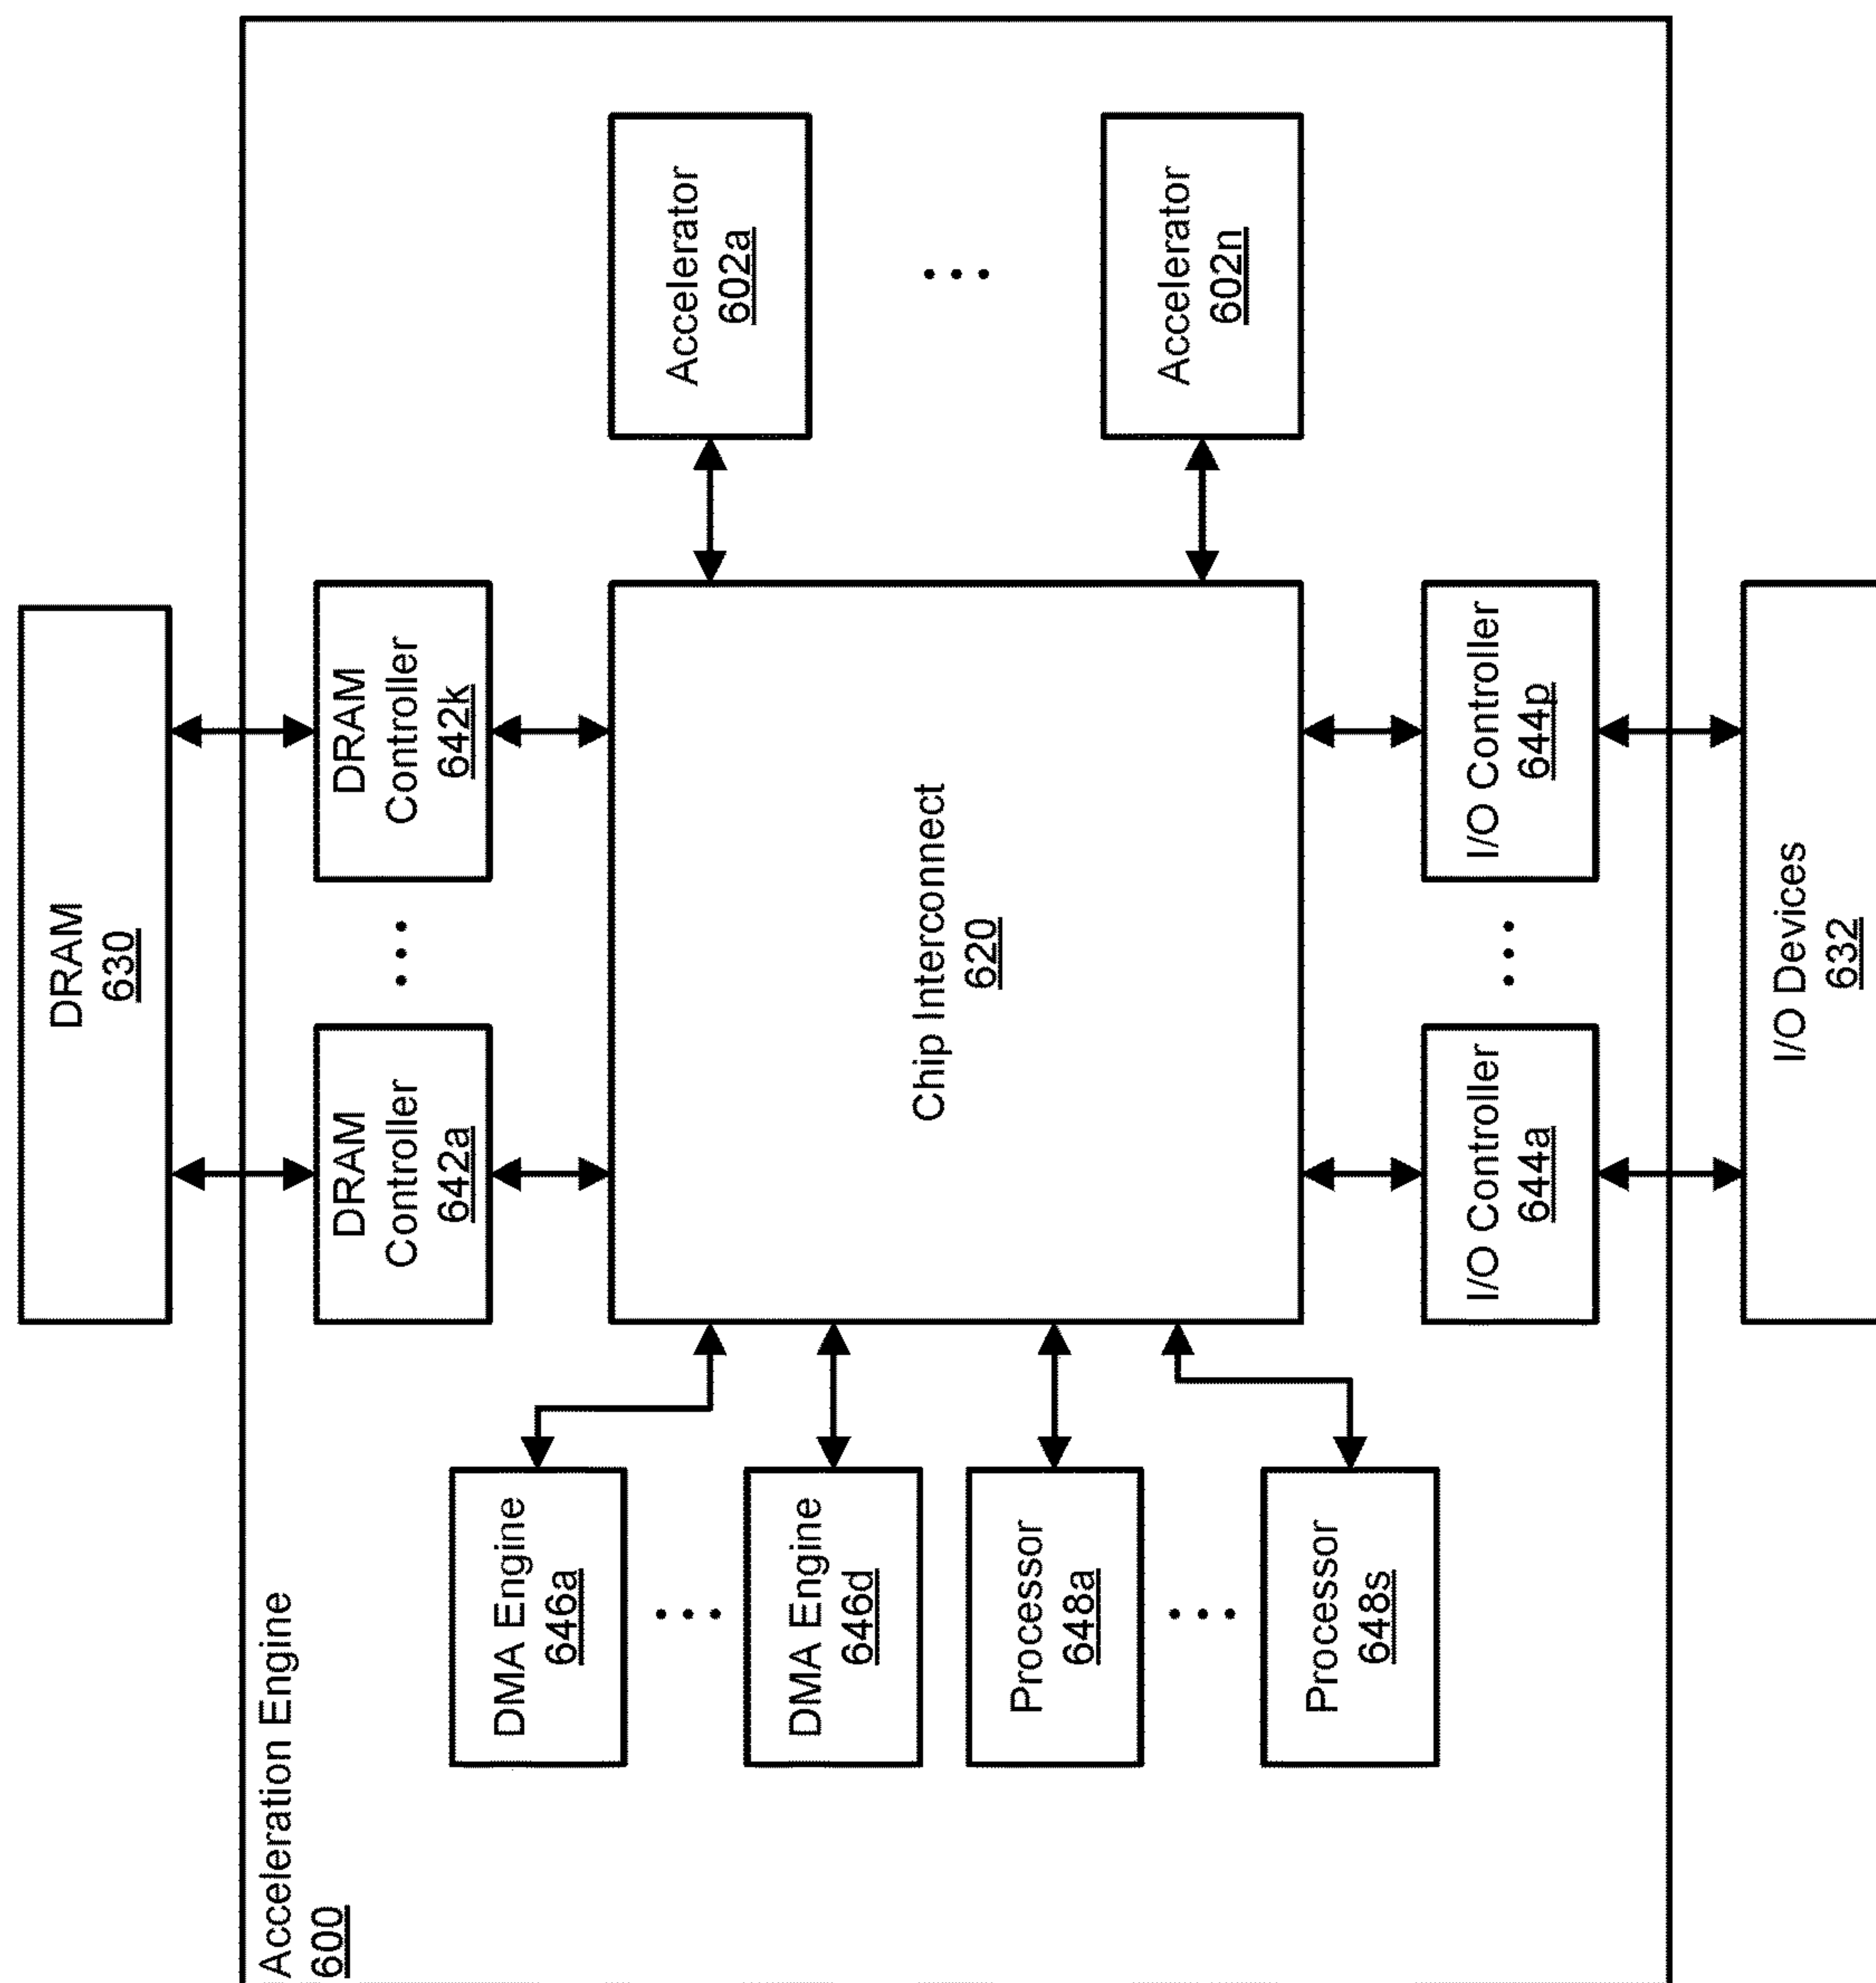 DRAM
630
Acceleration Engine
600
DRAM
Controller
642a
...
DRAM
Controller
642k
DMA Engine
646a
...
DMA Engine
646d
Processor
648a
...
Processor
648s
Chip Interconnect
620
Accelerator
602a
...
Accelerator
602n
I/O Controller
644a
...
I/O Controller
644p
I/O Devices
632